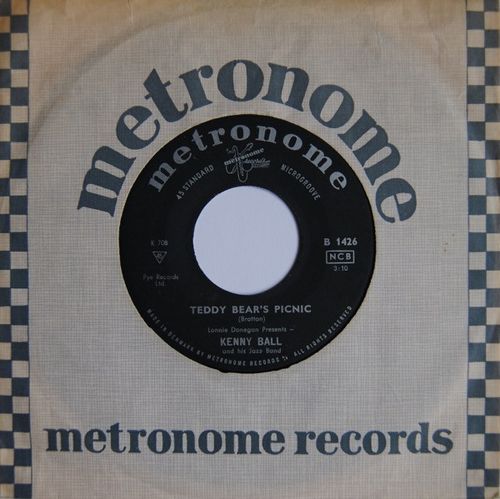 metronome
metronome
metronome
records
45 STANDARD
MICROGROOVE
K 708
B 1426
NCB
3:10
Pye Records
Ltd.
TEDDY BEAR'S PICNIC
(Bratton)
Lonnie Donegan Presents –
KENNY BALL
and his Jazz Band
MADE IN DENMARK BY METRONOME RECORDS
ALL RIGHTS RESERVED
metronome records